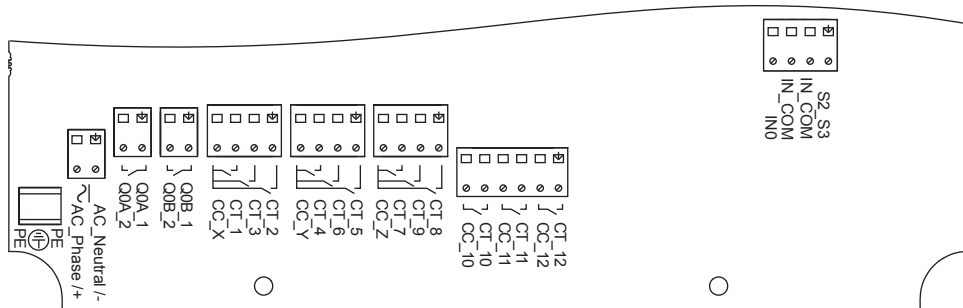 S2_S3
IN_COM
IN_COM
IN0
PE
PE
AC_Neutral /-
AC_Phase /+
Q0A_1
Q0A_2
Q0B_1
Q0B_2
CT_2
CT_3
CT_1
CC_X
CT_5
CT_6
CT_4
CC_Y
CT_8
CT_9
CT_7
CC_Z
CT_10
CC_10
CT_11
CC_11
CT_12
CC_12